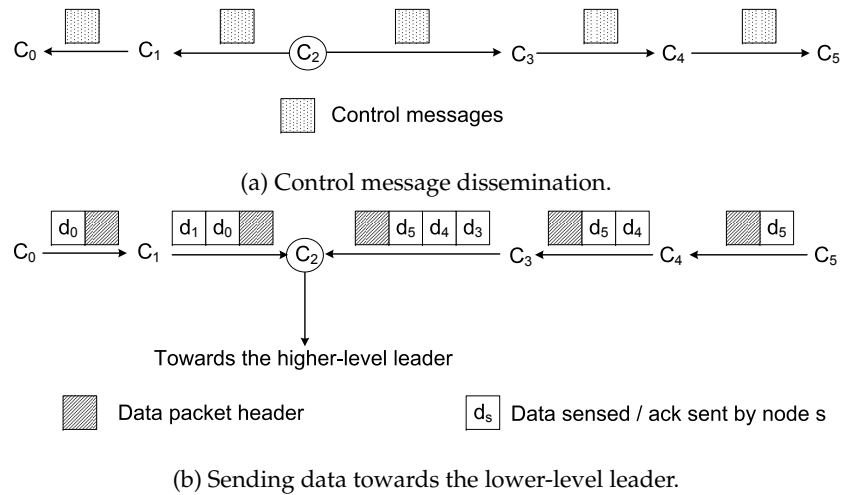 C0 C1 C2 C3 C4 C5
Control messages
(a) Control message dissemination.
d0 d1 d0 d5 d4 d3 d5 d4 d5
C0 C1 C2 C3 C4 C5
Towards the higher-level leader
Data packet header ds Data sensed / ack sent by node s
(b) Sending data towards the lower-level leader.